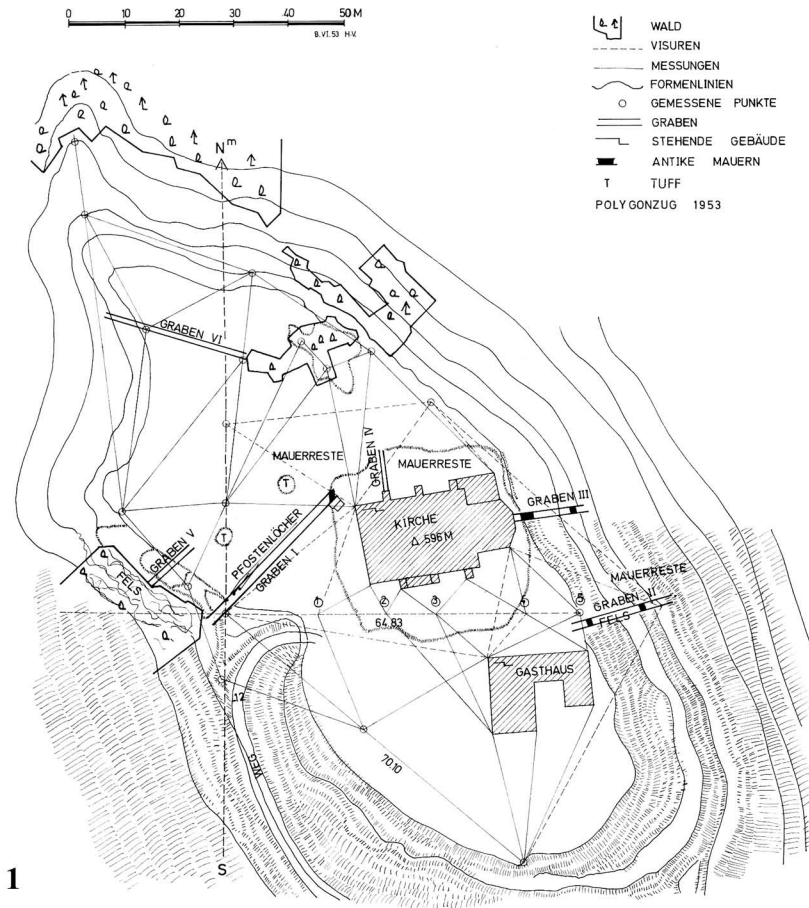 0 10 20 30 40 50 M
8.VI.53 H.V.
WALD
VISUREN
MESSUNGEN
FORMENLINIEN
GEMESSENE PUNKTE
GRABEN
STEHENDE GEBÄUDE
ANTIKE MAUERN
T TUFF
POLYGONZUG 1953
N m
GRABEN VI
MAUERRESTE
GRABEN IV
MAUERRESTE
T
GRABEN III
KIRCHE
△ 596 M
PFOSTENLÖCHER
GRABEN I
T
GRABEN V
FELS
MAUERRESTE
GRABEN II
FELS
1 2 3 5
64,83
GASTHAUS
12
WEG
70.10
S
1